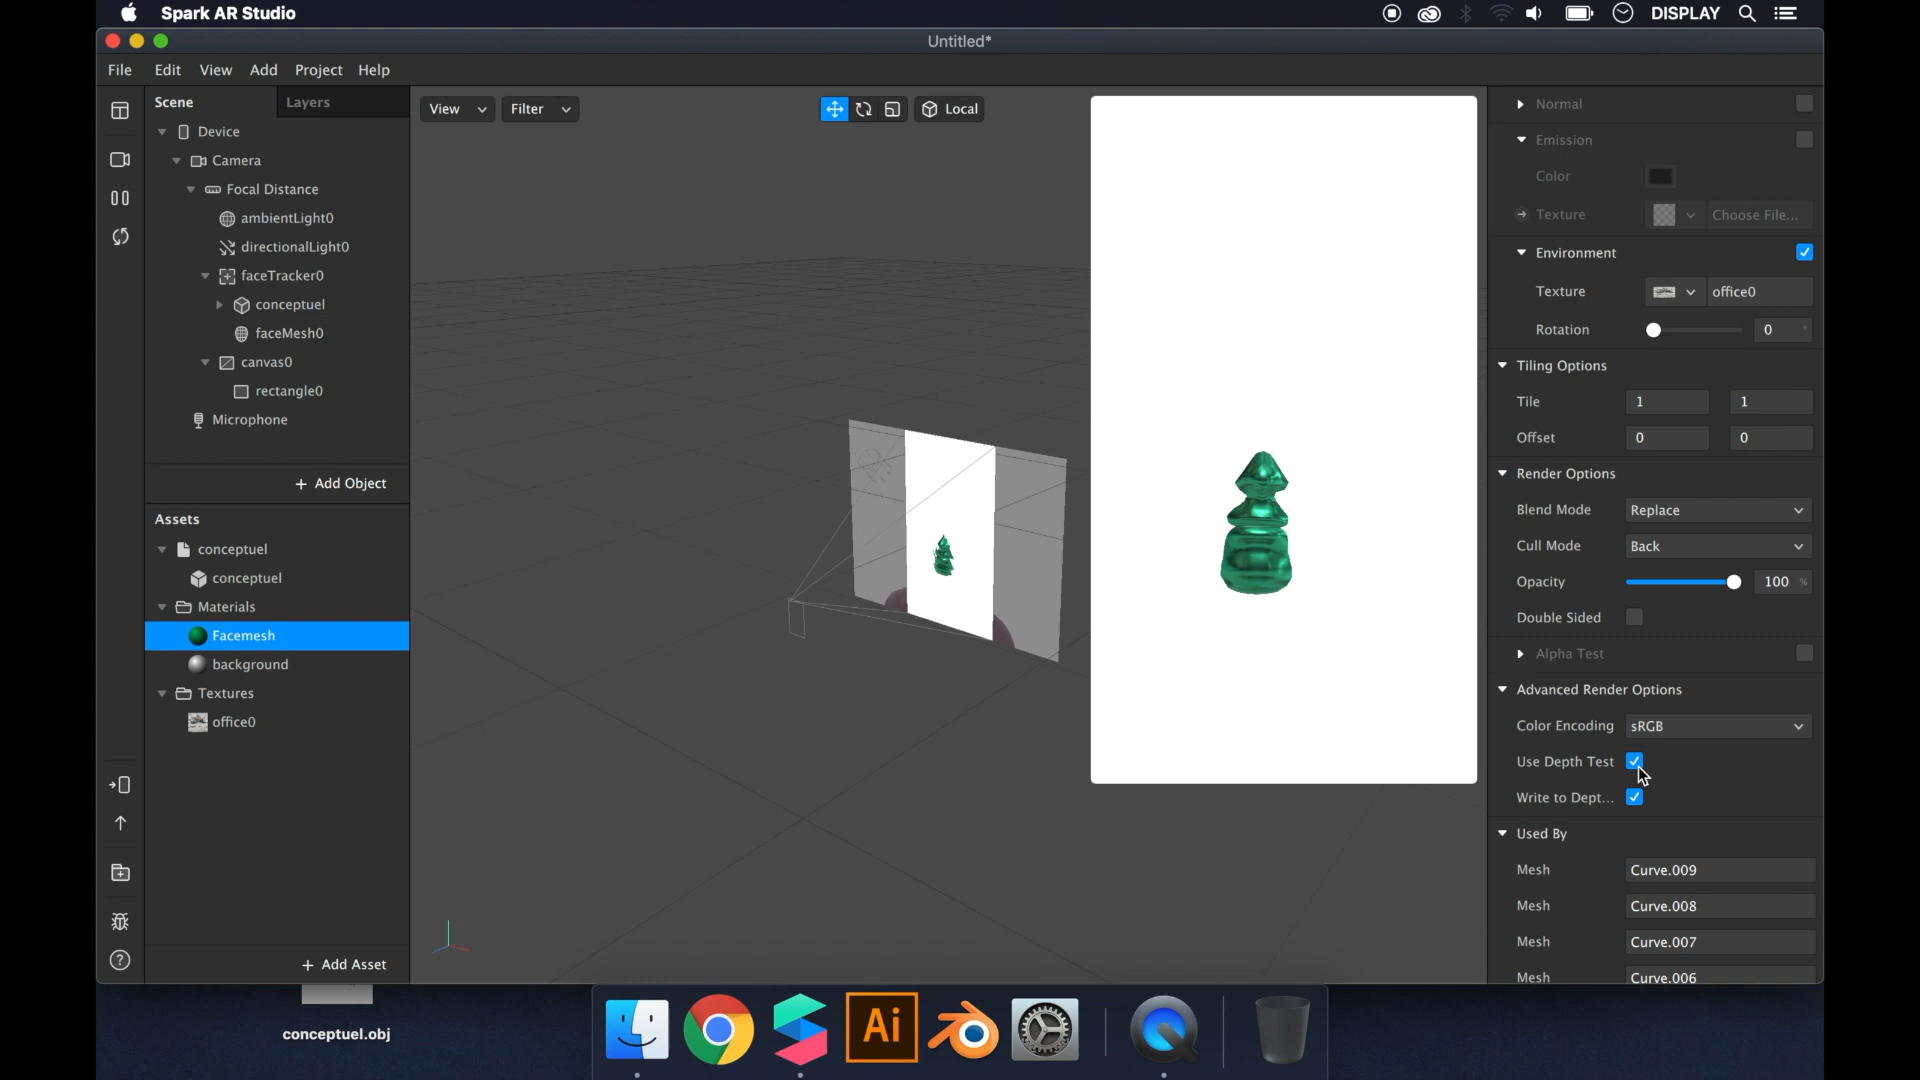 Spark AR Studio
DISPLAY
Untitled*
File Edit View Add Project Help
Scene
Layers
Device
Camera
Focal Distance
ambientLight0
directionalLight0
faceTracker0
conceptuel
faceMesh0
canvas0
rectangle0
Microphone
+ Add Object
Assets
conceptuel
conceptuel
Materials
Facemesh
background
Textures
office0
+ Add Asset
View
Filter
Local
Normal
Emission
Color
Texture
Choose File...
Environment
Texture
office0
Rotation
0 °
Tiling Options
Tile
1
1
Offset
0
0
Render Options
Blend Mode
Replace
Cull Mode
Back
Opacity
100 %
Double Sided
Alpha Test
Advanced Render Options
Color Encoding
sRGB
Use Depth Test
Write to Dept...
Used By
Mesh
Curve.009
Mesh
Curve.008
Mesh
Curve.007
Mesh
Curve.006
conceptuel.obj
Ai